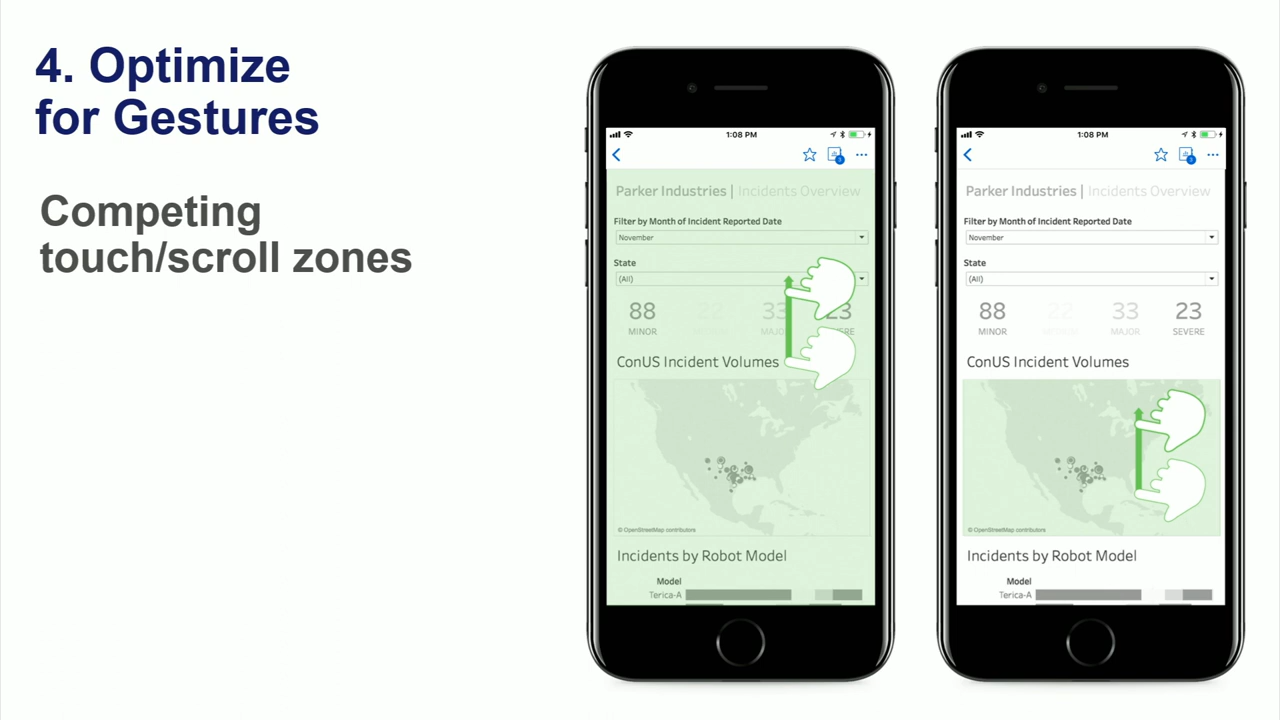 4. Optimize
for Gestures
Competing
touch/scroll zones
1:08 PM
Parker Industries | Incidents Overview
Filter by Month of Incident Reported Date
November
State
(All)
88 22 33 23
MINOR
ConUS Incident Volumes
© OpenStreetMap contributors
Incidents by Robot Model
Model
Terica-A
1:08 PM
Parker Industries | Incidents Overview
Filter by Month of Incident Reported Date
November
State
(All)
88 22 33 23
MINOR MEDIUM MAJOR SEVERE
ConUS Incident Volumes
© OpenStreetMap contributors
Incidents by Robot Model
Model
Terica-A